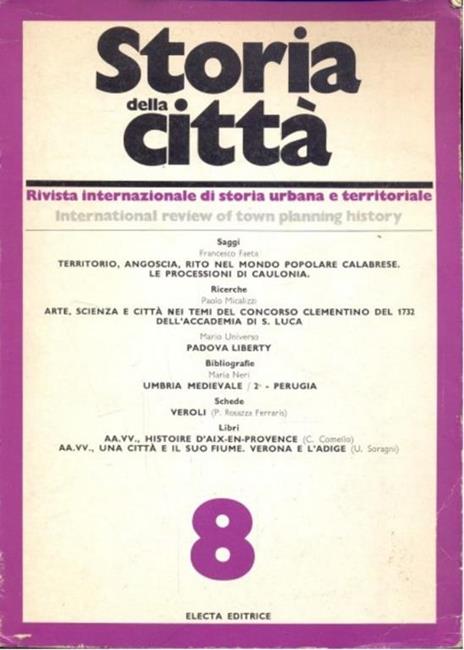 Storia
della
città
Rivista internazionale di storia urbana e territoriale
International review of town planning history
Saggi
Francesco Faeta
TERRITORIO, ANGOSCIA, RITO NEL MONDO POPOLARE CALABRESE.
LE PROCESSIONI DI CAULONIA.
Ricerche
Paolo Micalizzi
ARTE, SCIENZA E CITTÀ NEI TEMI DEL CONCORSO CLEMENTINO DEL 1732
DELL'ACCADEMIA DI S. LUCA
Mario Universo
PADOVA LIBERTY
Bibliografie
Maria Neri
UMBRIA MEDIEVALE / 2° - PERUGIA
Schede
VEROLI (P. Rosazza Ferraris)
Libri
AA.VV., HISTOIRE D'AIX-EN-PROVENCE (C. Comello)
AA.VV., UNA CITTÀ E IL SUO FIUME. VERONA E L'ADIGE (U. Soragni)
8
ELECTA EDITRICE